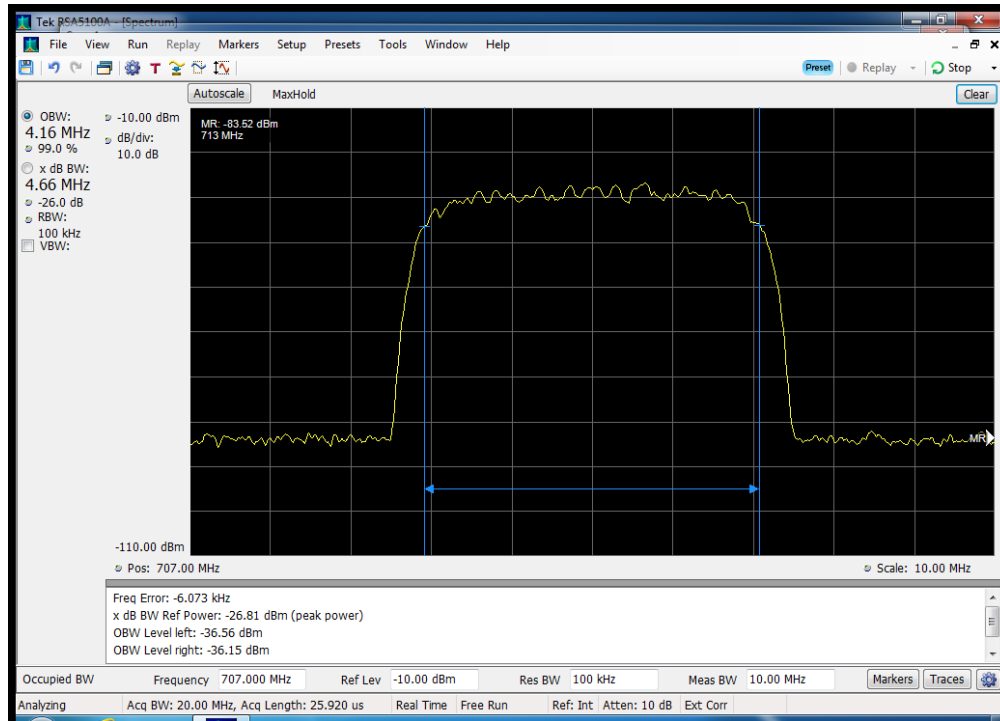 Tek RSA5100A - [Spectrum]
File View Run Replay Markers Setup Presets Tools Window Help
T Preset Replay Stop
Autoscale MaxHold Clear
OBW:
4.16 MHz
99.0 %
x dB BW:
4.66 MHz
-26.0 dB
RBW:
100 kHz
VBW:
-10.00 dBm
dB/div:
10.0 dB
MR: -83.52 dBm
713 MHz
MR
-110.00 dBm
Pos: 707.00 MHz Scale: 10.00 MHz
Freq Error: -6.073 kHz
x dB BW Ref Power: -26.81 dBm (peak power)
OBW Level left: -36.56 dBm
OBW Level right: -36.15 dBm
Occupied BW Frequency 707.000 MHz Ref Lev -10.00 dBm Res BW 100 kHz Meas BW 10.00 MHz Markers Traces
Analyzing Acq BW: 20.00 MHz, Acq Length: 25.920 us Real Time Free Run Ref: Int Atten: 10 dB Ext Corr